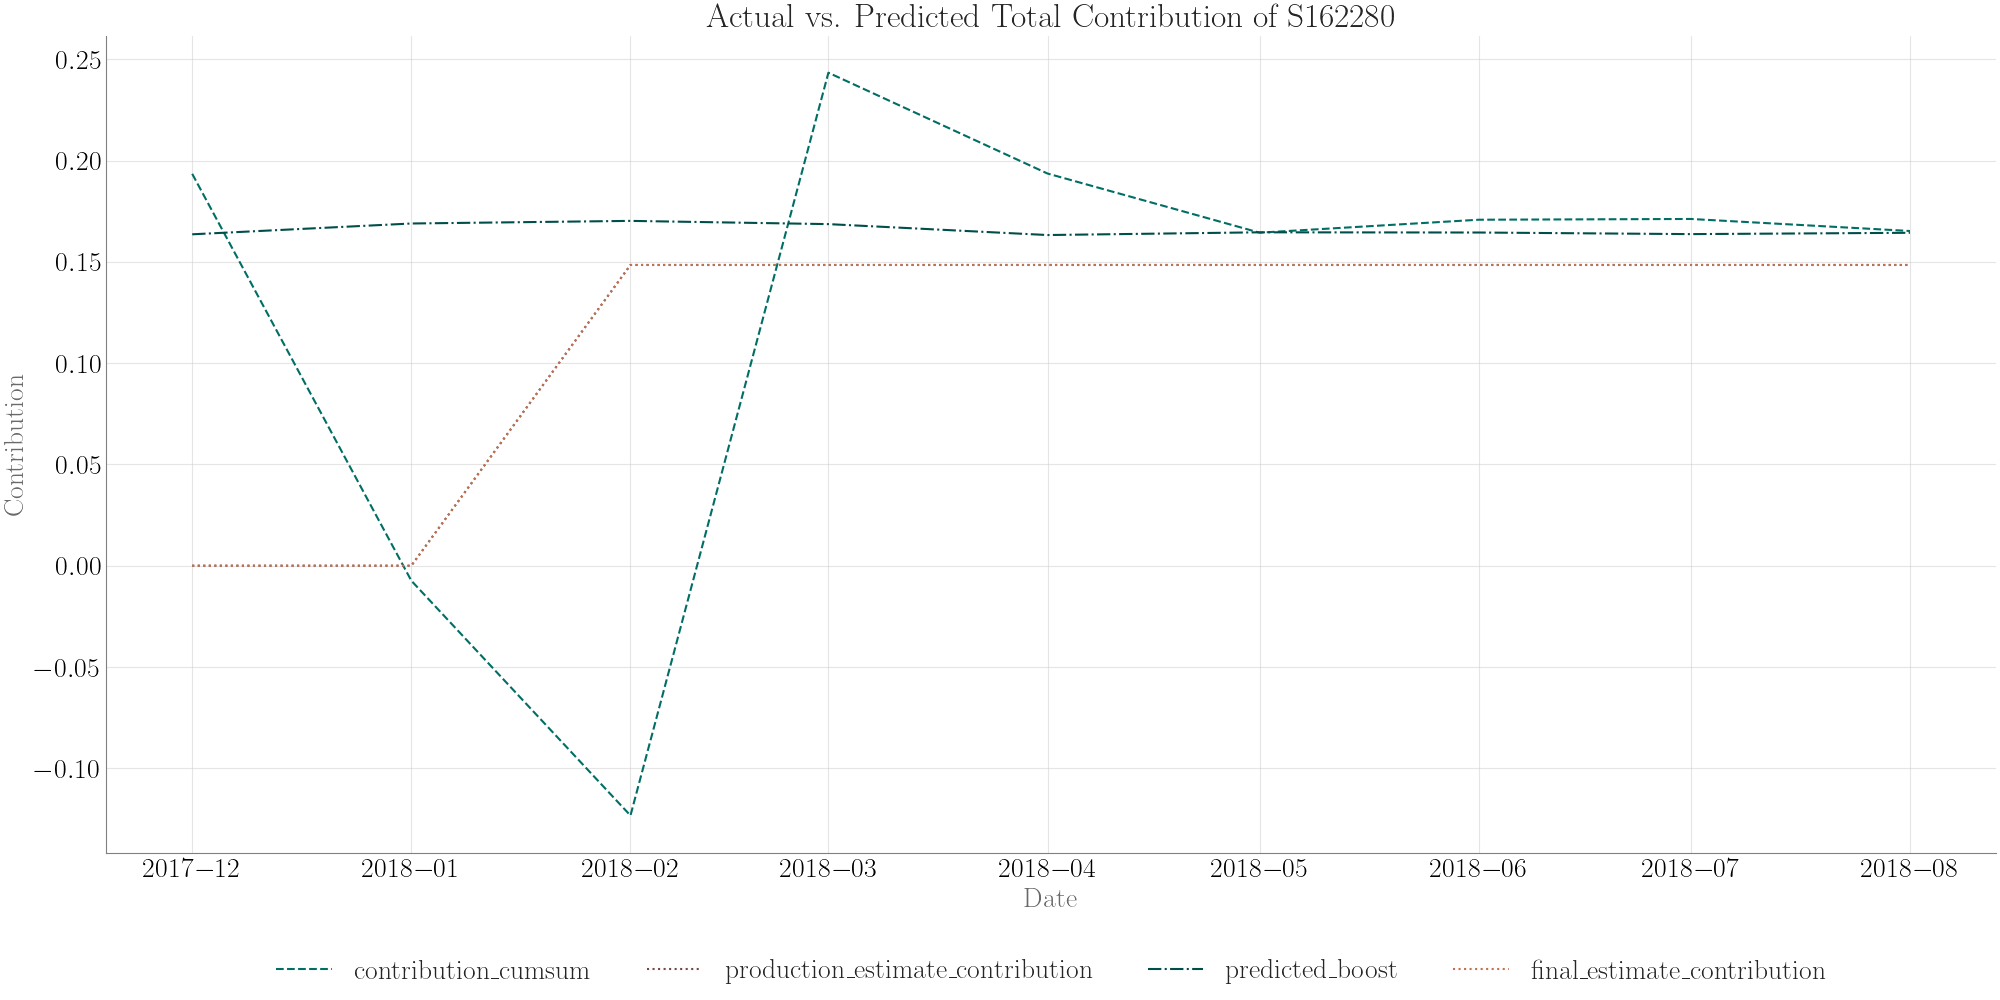 Actual vs. Predicted Total Contribution of S162280
0.25
0.20
0.15
0.10
0.05
0.00
−0.05
−0.10
Contribution
2017−12 2018−01 2018−02 2018−03 2018−04 2018−05 2018−06 2018−07 2018−08
Date
contribution_cumsum production_estimate_contribution predicted_boost final_estimate_contribution